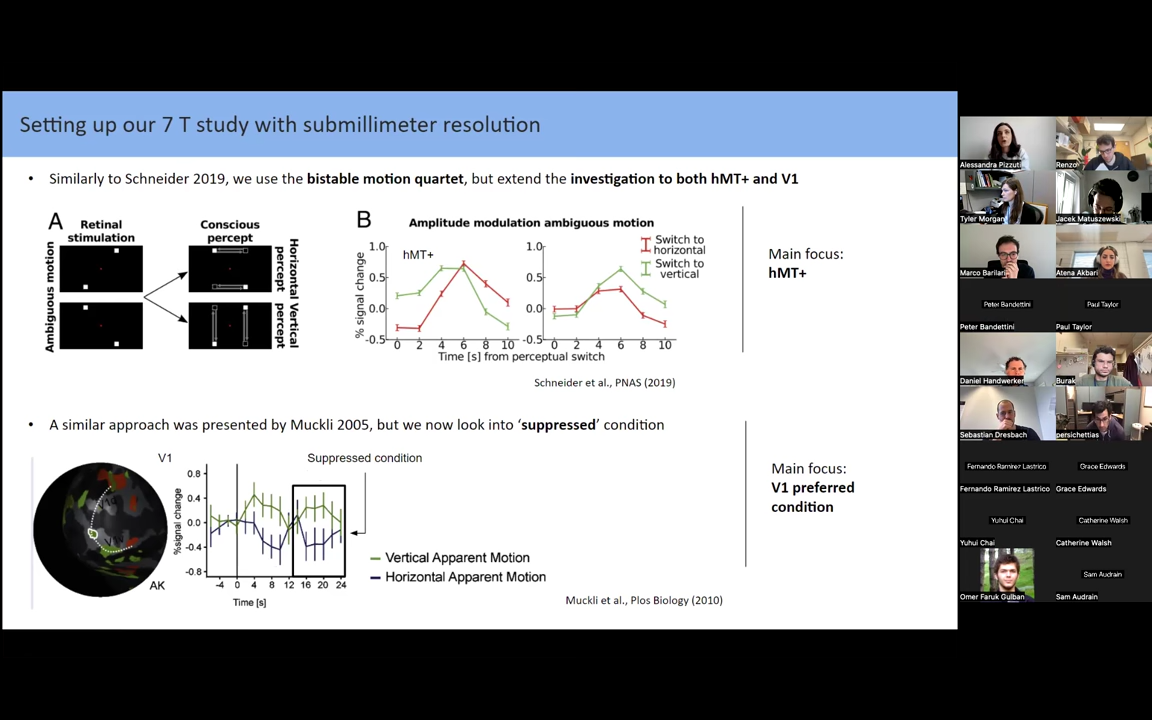 Setting up our 7 T study with submillimeter resolution
• Similarly to Schneider 2019, we use the bistable motion quartet, but extend the investigation to both hMT+ and V1
A
Retinal stimulation
Conscious percept
Ambiguous motion
Horizontal percept
Vertical percept
B
Amplitude modulation ambiguous motion
hMT+
Switch to horizontal
Switch to vertical
% signal change
1.0
0.5
0.0
-0.5
0 2 4 6 8 10
1.0
0.5
0.0
-0.5
0 2 4 6 8 10
Time [s] from perceptual switch
Schneider et al., PNAS (2019)
Main focus:
hMT+
• A similar approach was presented by Muckli 2005, but we now look into ‘suppressed’ condition
V1
AK
Suppressed condition
%signal change
0.8
0.4
0.0
-0.4
-0.8
-4 0 4 8 12 16 20 24
Time [s]
Vertical Apparent Motion
Horizontal Apparent Motion
Muckli et al., Plos Biology (2010)
Main focus:
V1 preferred
condition
Alessandra Pizzuti
Renzo
Tyler Morgan
Jacek Matuszewski
Marco Barilari
Atena Akbari
Peter Bandettini
Paul Taylor
Peter Bandettini
Paul Taylor
Daniel Handwerker
Burak
Sebastian Dresbach
persichettias
Fernando Ramirez Lastrico
Grace Edwards
Fernando Ramirez Lastrico
Grace Edwards
Yuhui Chai
Catherine Walsh
Yuhui Chai
Catherine Walsh
Sam Audrain
Omer Faruk Gulban
Sam Audrain